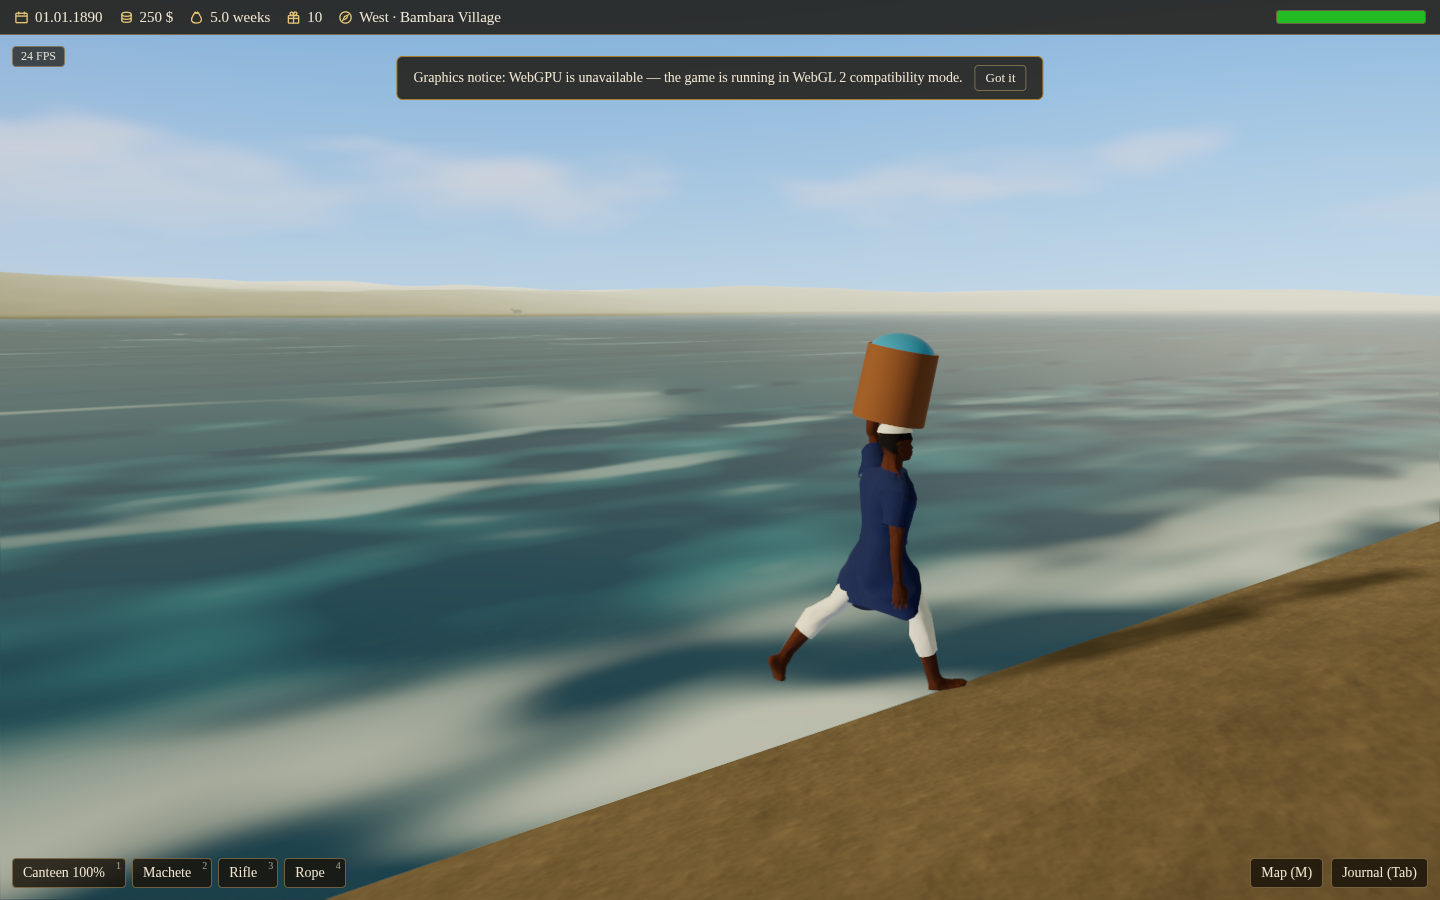 01.01.1890 250 $ 5.0 weeks 10 West · Bambara Village
24 FPS
Graphics notice: WebGPU is unavailable — the game is running in WebGL 2 compatibility mode. Got it
Canteen 100% 1 Machete 2 Rifle 3 Rope 4 Map (M) Journal (Tab)